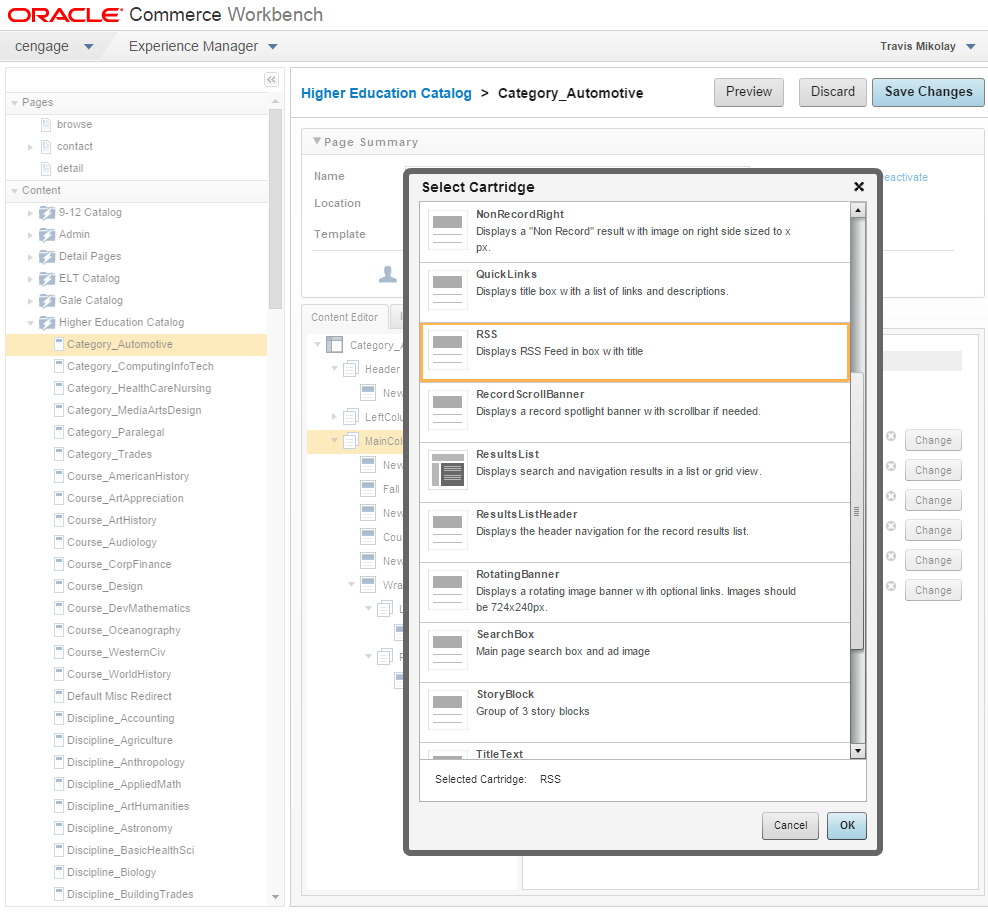 ORACLE Commerce Workbench
cengage Experience Manager Travis Mikolay
Pages
browse
contact
detail
Content
9-12 Catalog
Admin
Detail Pages
ELT Catalog
Gale Catalog
Higher Education Catalog
Category_Automotive
Category_ComputingInfoTech
Category_HealthCareNursing
Category_MediaArtsDesign
Category_Paralegal
Category_Trades
Course_AmericanHistory
Course_ArtAppreciation
Course_ArtHistory
Course_Audiology
Course_CorpFinance
Course_Design
Course_DevMathematics
Course_Oceanography
Course_WesternCiv
Course_WorldHistory
Default Misc Redirect
Discipline_Accounting
Discipline_Agriculture
Discipline_Anthropology
Discipline_AppliedMath
Discipline_ArtHumanities
Discipline_Astronomy
Discipline_BasicHealthSci
Discipline_Biology
Discipline_BuildingTrades
Higher Education Catalog > Category_Automotive
Preview Discard Save Changes
Page Summary
Name
eactivate
Location
Template
Content Editor
Category_A
Header
New
LeftColu
MainCol
New
Fall
New
Cou
New
Wra
Change
Change
Change
Change
Change
Change
Select Cartridge
NonRecordRight
Displays a "Non Record" result with image on right side sized to x
px.
QuickLinks
Displays title box with a list of links and descriptions.
RSS
Displays RSS Feed in box with title
RecordScrollBanner
Displays a record spotlight banner with scrollbar if needed.
ResultsList
Displays search and navigation results in a list or grid view.
ResultsListHeader
Displays the header navigation for the record results list.
RotatingBanner
Displays a rotating image banner with optional links. Images should
be 724x240px.
SearchBox
Main page search box and ad image
StoryBlock
Group of 3 story blocks
TitleText
Selected Cartridge: RSS
Cancel OK